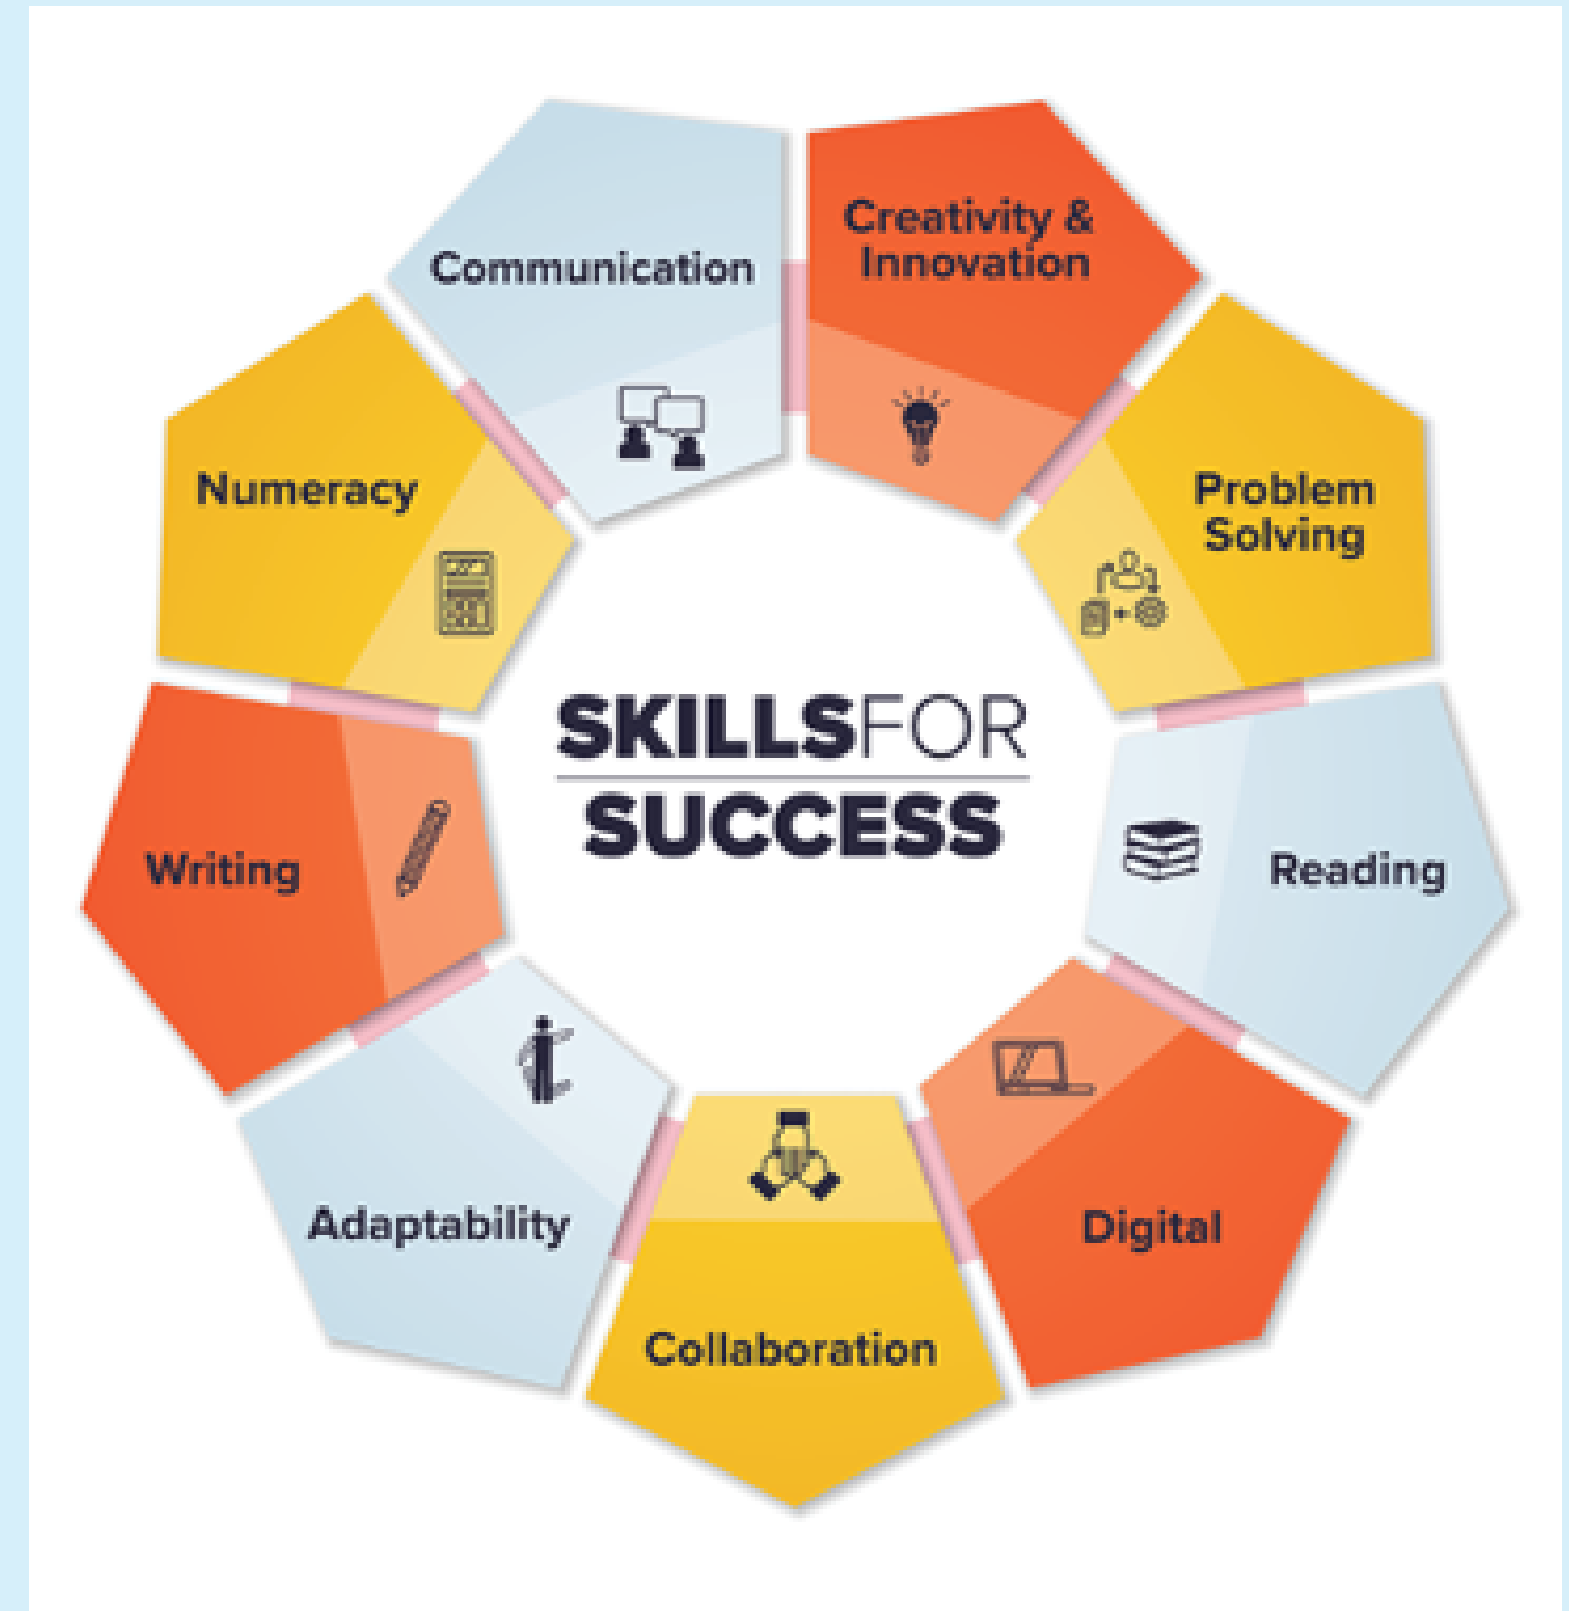 Communication
Creativity &
Innovation
Numeracy
Problem
Solving
SKILLSFOR
SUCCESS
Writing
Reading
Adaptability
Digital
Collaboration